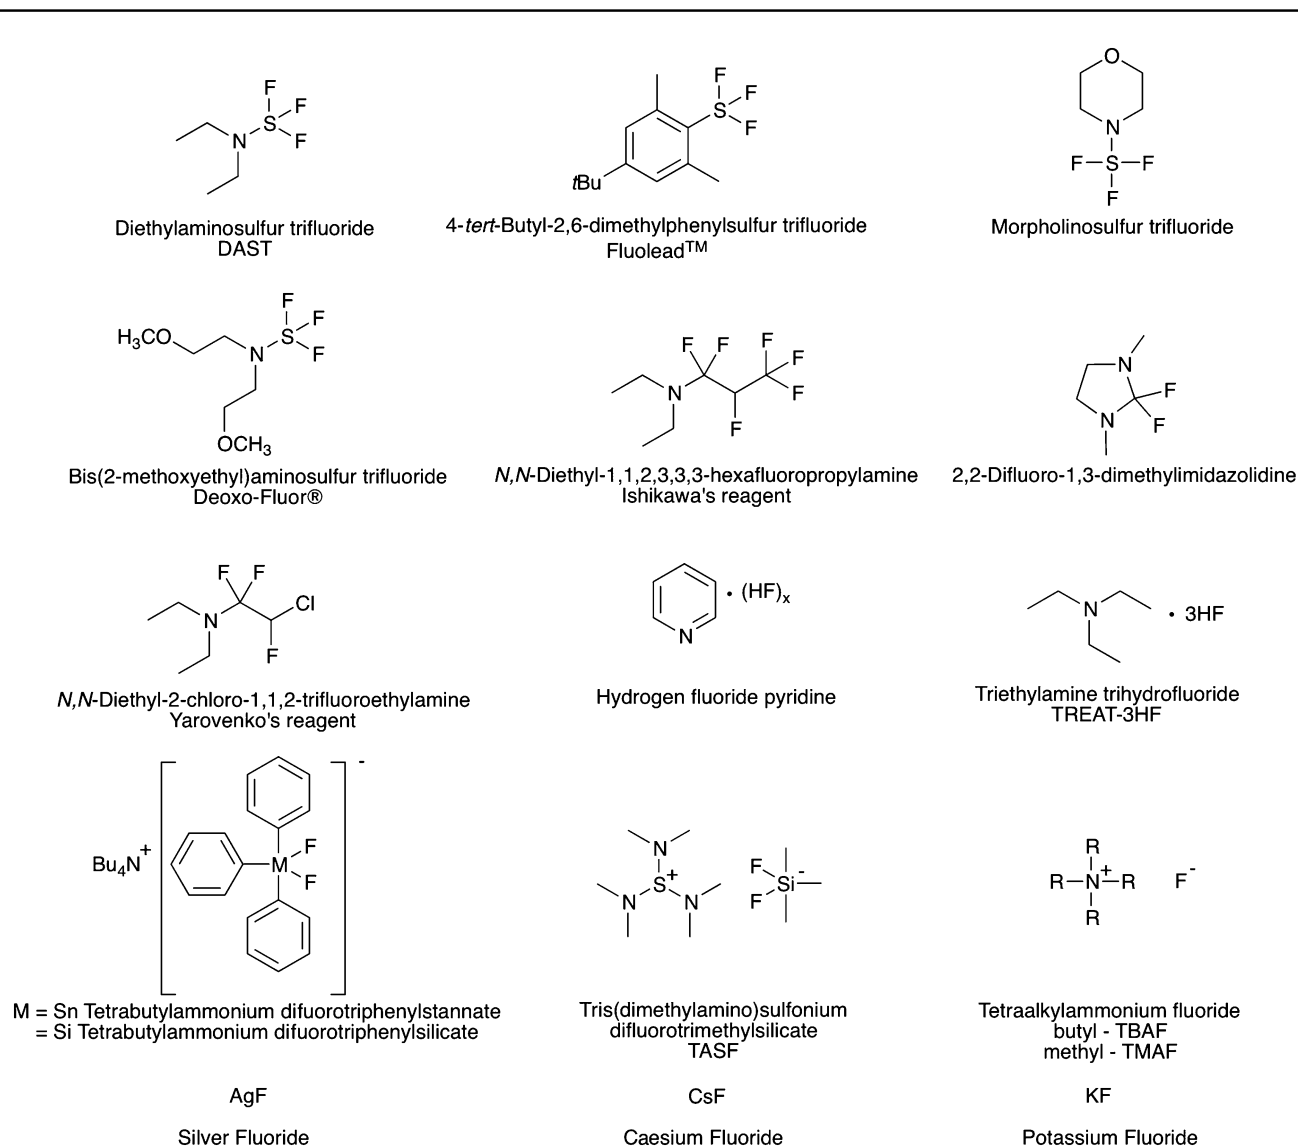 F
F
S
F
N
Diethylaminosulfur trifluoride
DAST
F
F
S
F
tBu
4-tert-Butyl-2,6-dimethylphenylsulfur trifluoride
Fluolead™
O
N
F S F
F
Morpholinosulfur trifluoride
F
F
S
F
N
H₃CO
OCH₃
Bis(2-methoxyethyl)aminosulfur trifluoride
Deoxo-Fluor®
F F F
F
N F
F
N,N-Diethyl-1,1,2,3,3,3-hexafluoropropylamine
Ishikawa's reagent
N
F
N F
2,2-Difluoro-1,3-dimethylimidazolidine
F F
Cl
N
F
N,N-Diethyl-2-chloro-1,1,2-trifluoroethylamine
Yarovenko's reagent
• (HF)ₓ
N
Hydrogen fluoride pyridine
N • 3HF
Triethylamine trihydrofluoride
TREAT-3HF
-
Bu₄N⁺
F
M
F
M = Sn Tetrabutylammonium difuorotriphenylstannate
= Si Tetrabutylammonium difuorotriphenylsilicate
N
S⁺
N N
F
Si⁻
F
Tris(dimethylamino)sulfonium
difluorotrimethylsilicate
TASF
R
R N⁺ R F⁻
R
Tetraalkylammonium fluoride
butyl - TBAF
methyl - TMAF
AgF
Silver Fluoride
CsF
Caesium Fluoride
KF
Potassium Fluoride